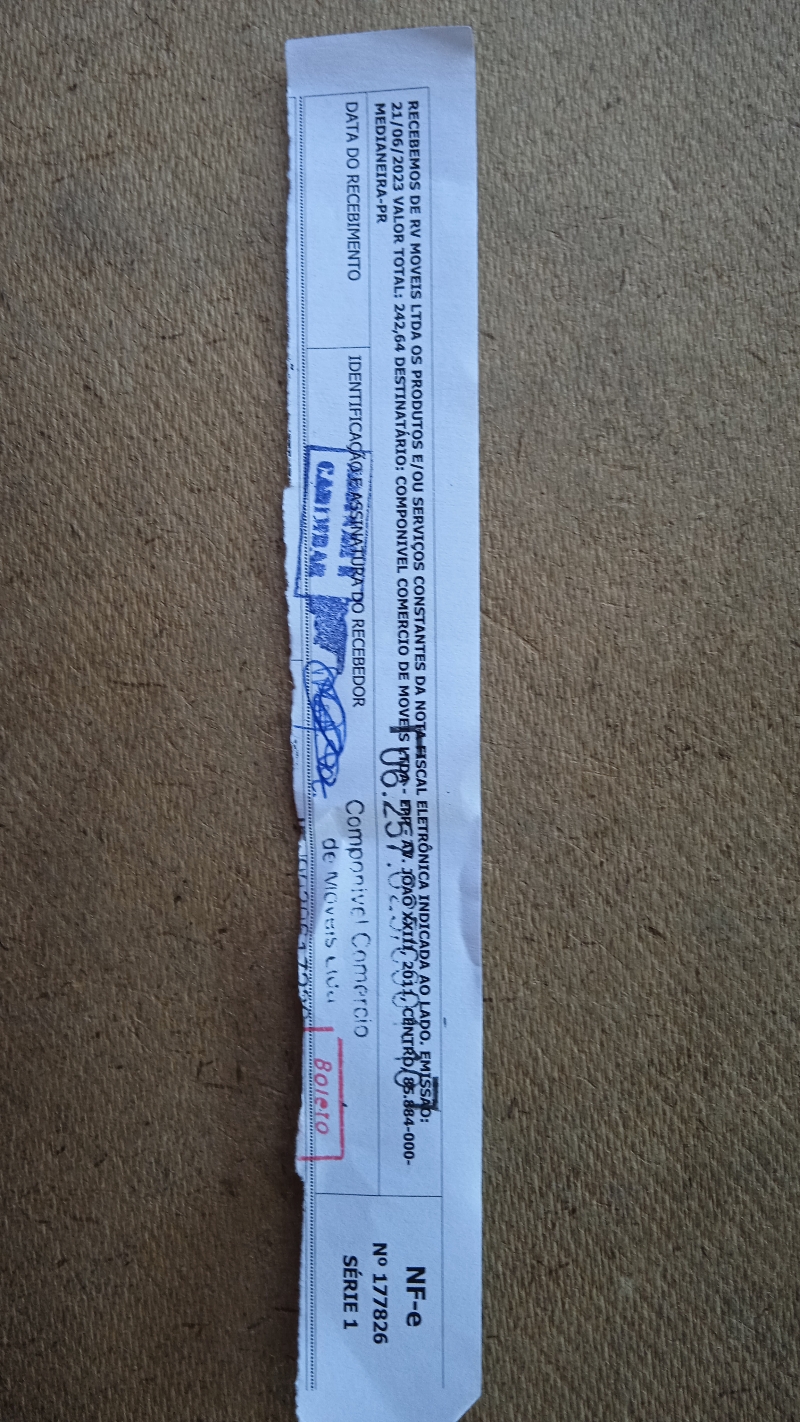 RECEBEMOS DE RV MOVEIS LTDA OS PRODUTOS E/OU SERVIÇOS CONSTANTES DA NOTA FISCAL ELETRÔNICA INDICADA AO LADO. EMISSÃO:
21/06/2023 VALOR TOTAL: 242,64 DESTINATÁRIO: COMPONIVEL COMERCIO DE MOVEIS LTDA - EPP - AV. JOAO XXIII, 2011, CENTRO, 85.884-000-
MEDIANEIRA-PR
DATA DO RECEBIMENTO
IDENTIFICAÇÃO E ASSINATURA DO RECEBEDOR
CARIMBAR
Componivel Comercio
de Moveis Ltda
Boleto
NF-e
Nº 177826
SÉRIE 1